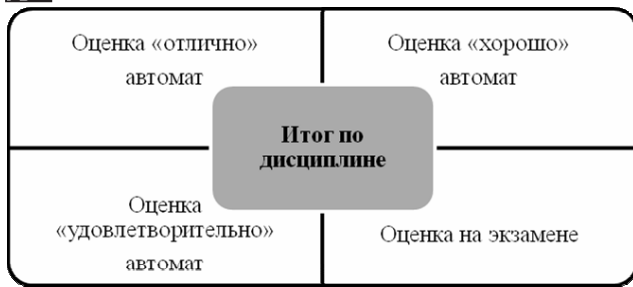 Оценка «отлично»
автомат
Оценка «хорошо»
автомат
Итог по
дисциплине
Оценка
«удовлетворительно»
автомат
Оценка на экзамене